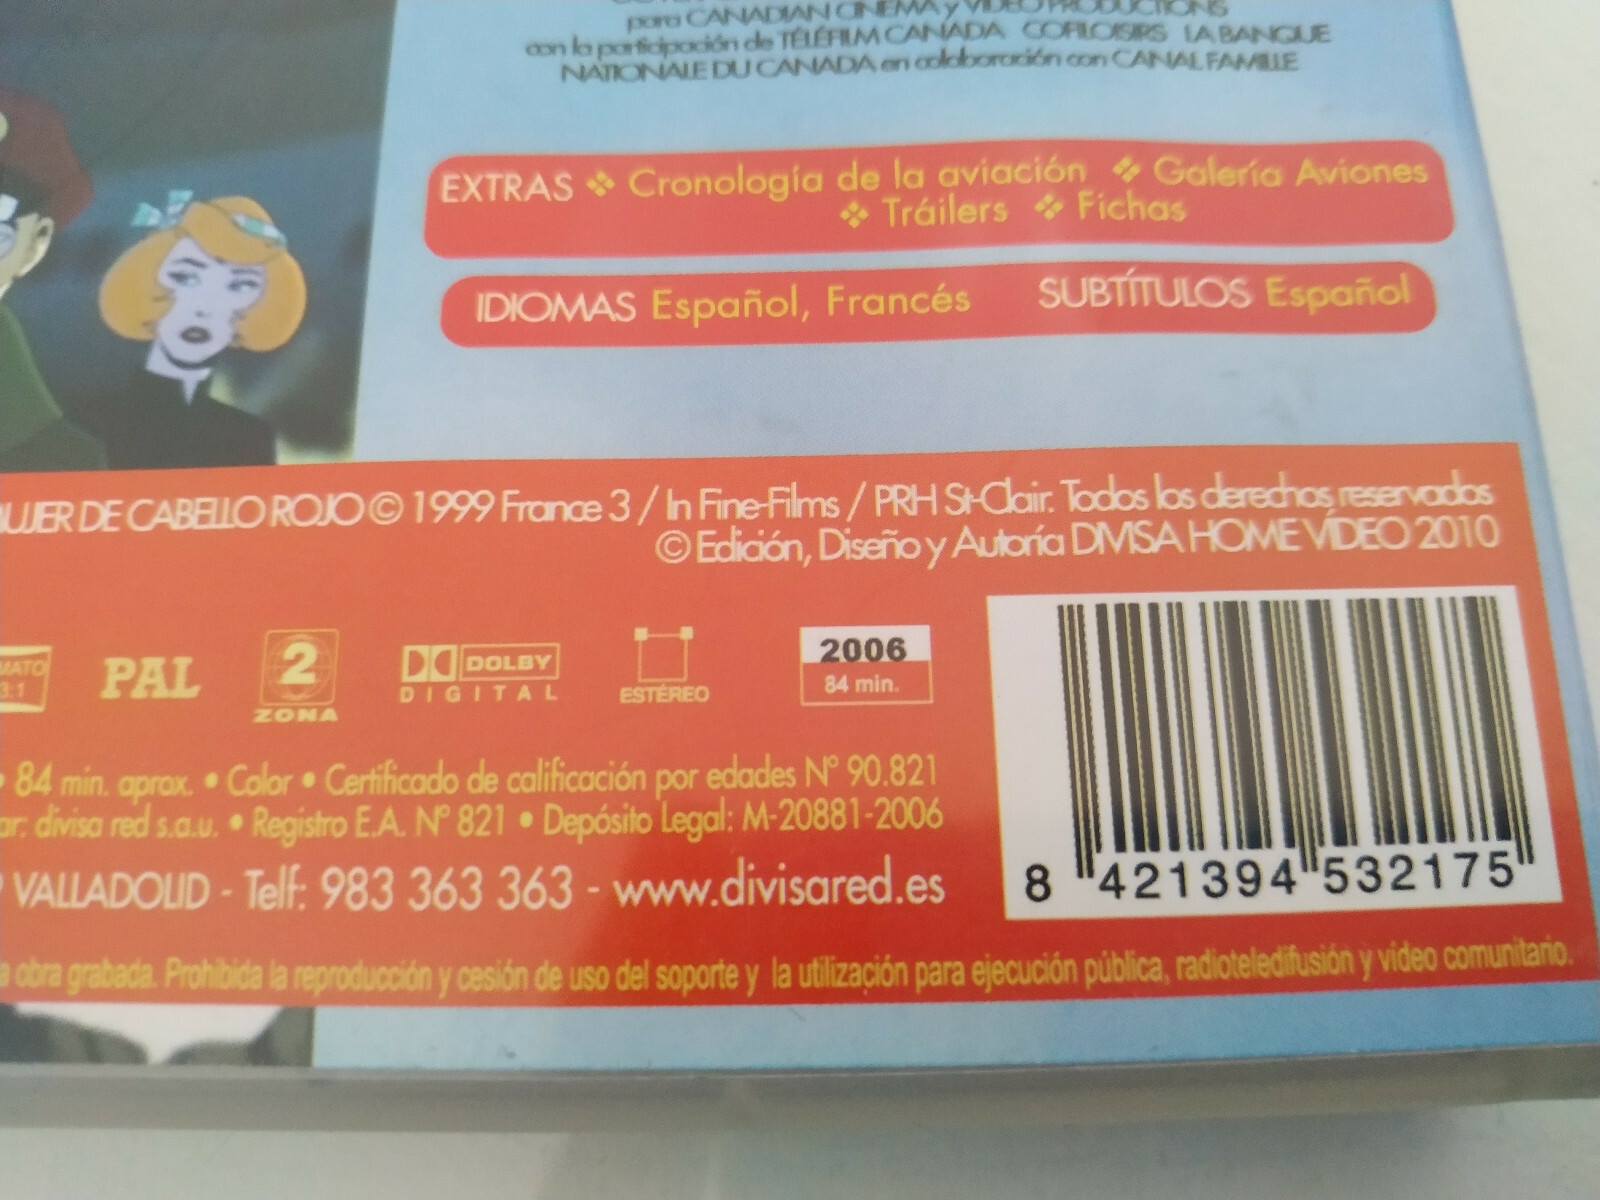 para CANADIAN CINEMA y VIDEO PRODUCTIONS
con la participación de TÉLÉFILM CANADA COFILOISIRS LA BANQUE
NATIONALE DU CANADA en colaboración con CANAL FAMILLE
EXTRAS ❖ Cronología de la aviación ❖ Galería Aviones
❖ Tráilers ❖ Fichas
IDIOMAS Español, Francés SUBTÍTULOS Español
DE CABELLO ROJO © 1999 France 3 / In Fine-Films / PRH St-Clair. Todos los derechos reservados
© Edición, Diseño y Autoría DIVISA HOME VÍDEO 2010
PAL
2
ZONA
DOLBY
DIGITAL
ESTÉREO
2006
84 min.
• 84 min. aprox. • Color • Certificado de calificación por edades Nº 90.821
divisa red s.a.u. • Registro E.A. Nº 821 • Depósito Legal: M-20881-2006
VALLADOLID - Telf: 983 363 363 - www.divisared.es
8 421394 532175
obra grabada. Prohibida la reproducción y cesión de uso del soporte y la utilización para ejecución pública, radioteledifusión y vídeo comunitario.